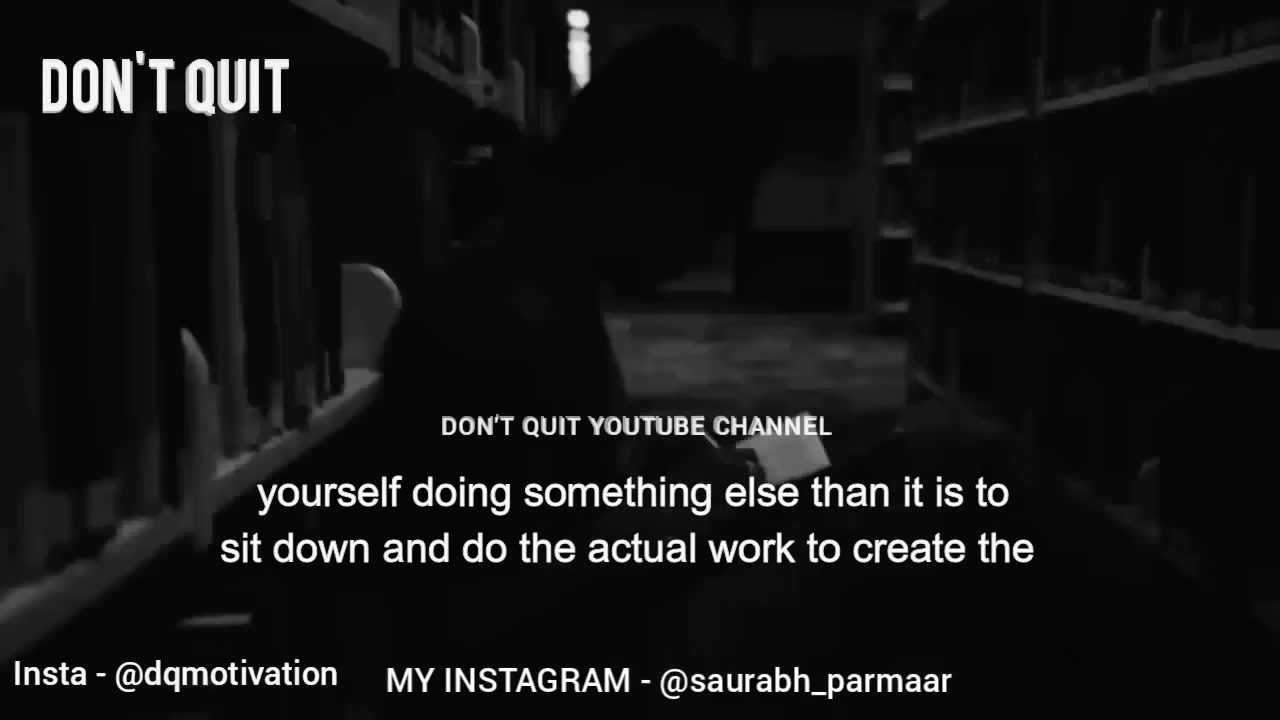 DON'T QUIT
DON'T QUIT YOUTUBE CHANNEL
yourself doing something else than it is to
sit down and do the actual work to create the
Insta - @dqmotivation
MY INSTAGRAM - @saurabh_parmaar